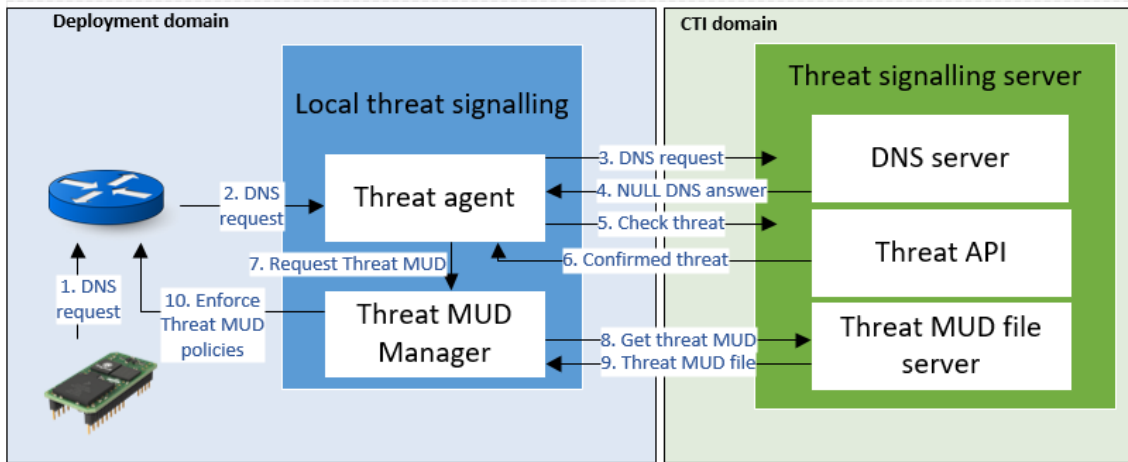 Deployment domain
CTI domain
Local threat signalling
Threat signalling server
Threat agent
DNS server
Threat API
Threat MUD
Manager
Threat MUD file
server
1. DNS
request
2. DNS
request
3. DNS request
4. NULL DNS answer
5. Check threat
6. Confirmed threat
7. Request Threat MUD
8. Get threat MUD
9. Threat MUD file
10. Enforce
Threat MUD
policies